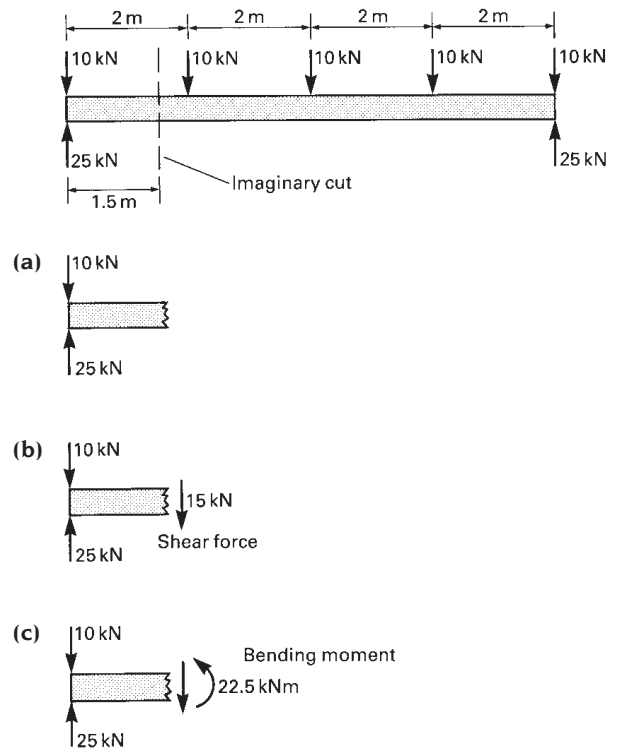 2 m 2 m 2 m 2 m
10 kN 10 kN 10 kN 10 kN 10 kN
25 kN 25 kN
Imaginary cut
1.5 m
(a)
10 kN
25 kN
(b)
10 kN
15 kN
Shear force
25 kN
(c)
10 kN
Bending moment
22.5 kNm
25 kN